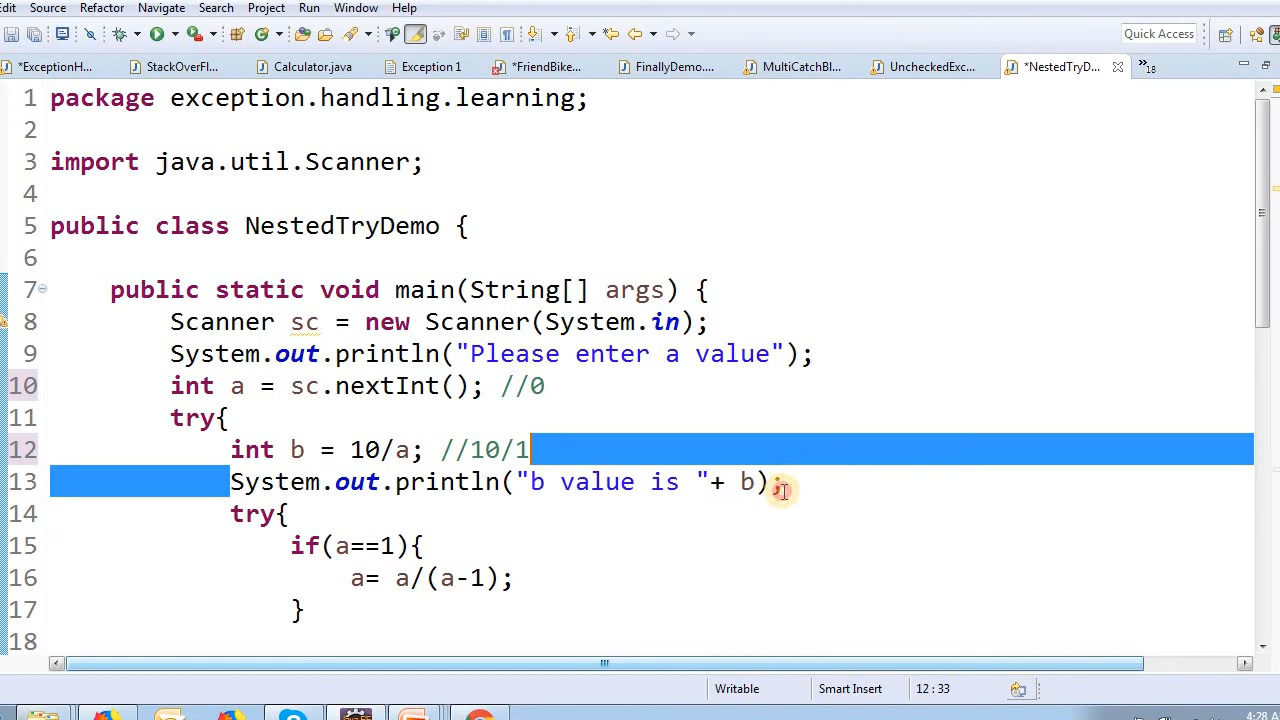 dit Source Refactor Navigate Search Project Run Window Help
Quick Access
*ExceptionH... StackOverFl... Calculator.java Exception 1 *FriendBike... FinallyDemo... MultiCatchBl... UncheckedExc... *NestedTryD... »18
1 package exception.handling.learning;
2
3 import java.util.Scanner;
4
5 public class NestedTryDemo {
6
7 public static void main(String[] args) {
8 Scanner sc = new Scanner(System.in);
9 System.out.println("Please enter a value");
10 int a = sc.nextInt(); //0
11 try{
12 int b = 10/a; //10/1
13 System.out.println("b value is "+ b);
14 try{
15 if(a==1){
16 a= a/(a-1);
17 }
18
Writable Smart Insert 12 : 33
4:28 A